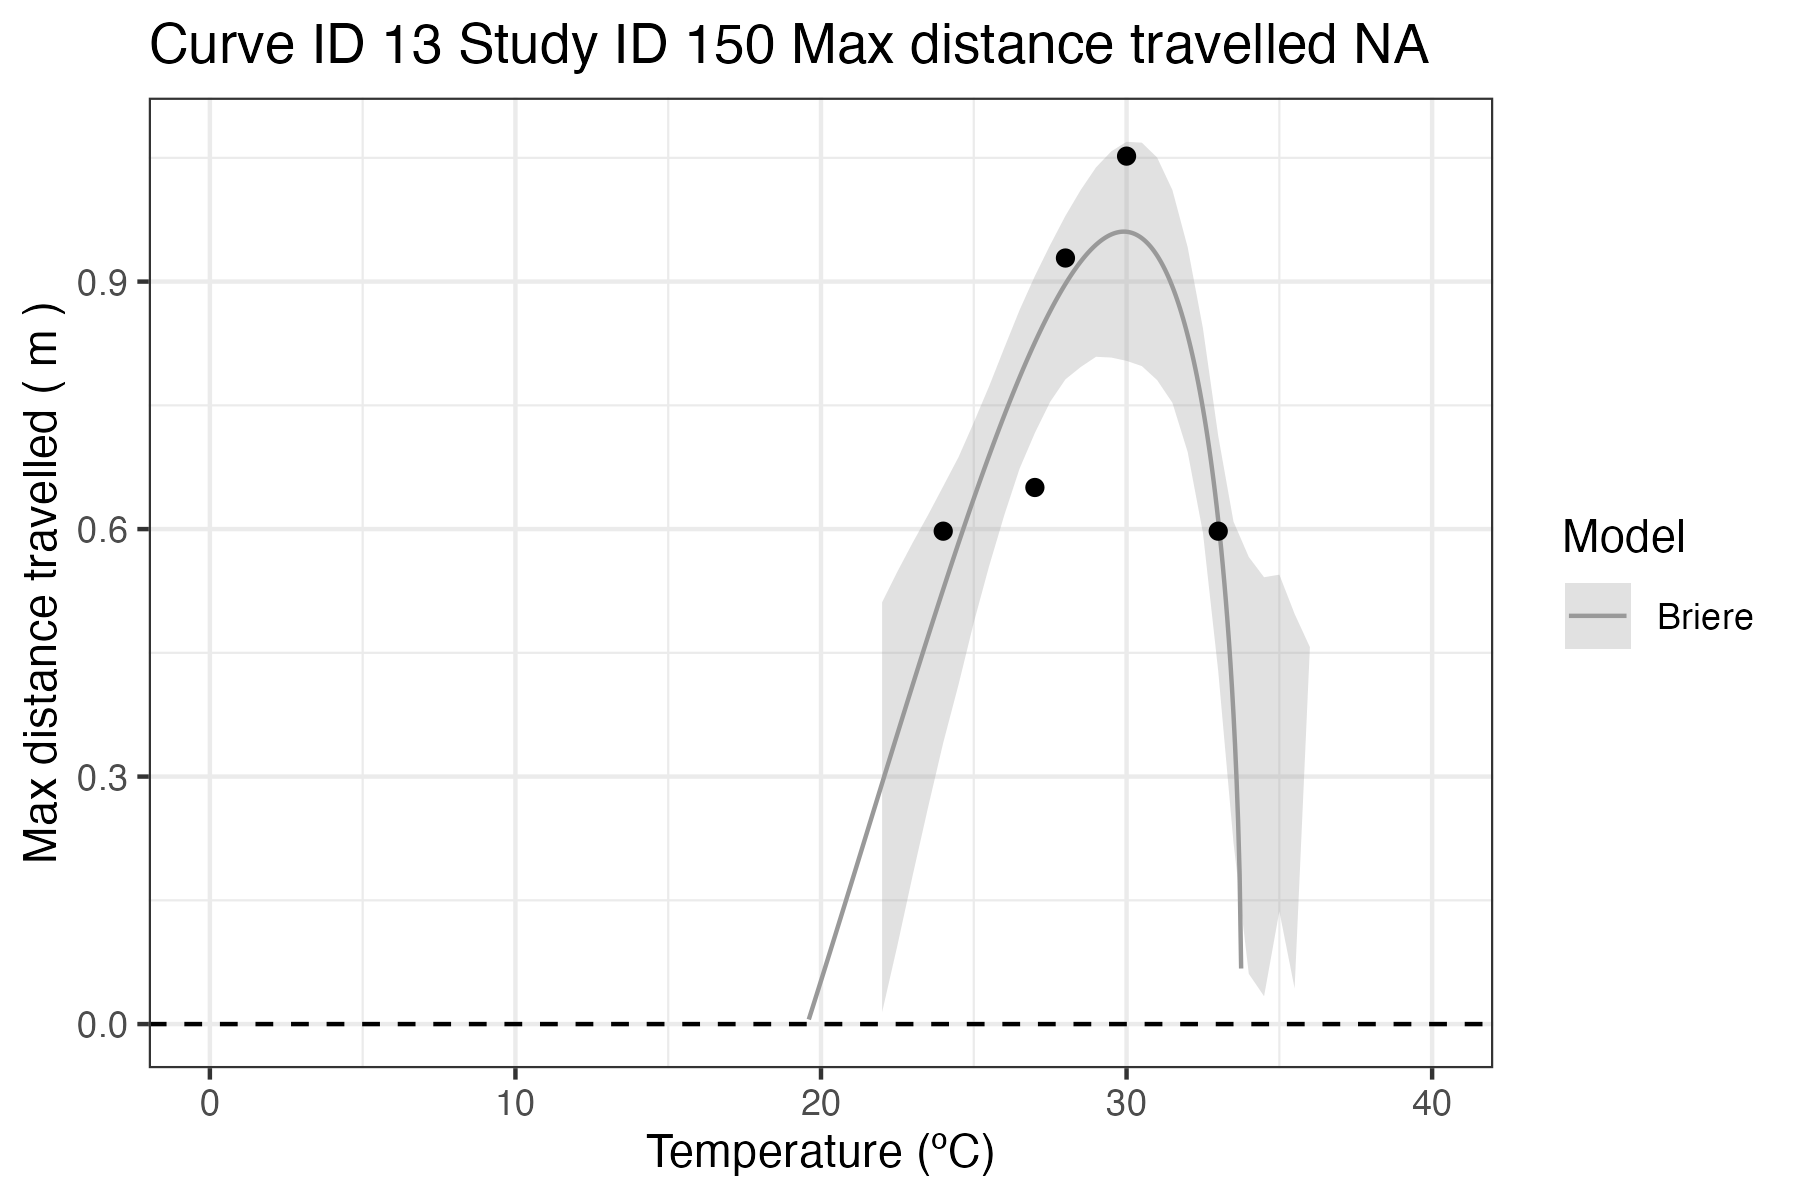 Curve ID 13 Study ID 150 Max distance travelled NA
Max distance travelled ( m )
0.9
0.6
0.3
0.0
0 10 20 30 40
Temperature (ºC)
Model
Briere